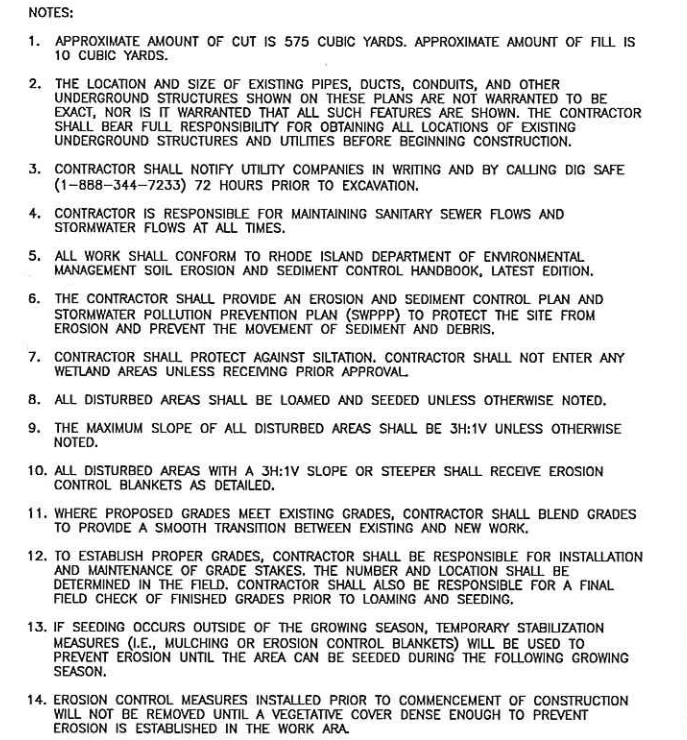 NOTES:
1. APPROXIMATE AMOUNT OF CUT IS 575 CUBIC YARDS. APPROXIMATE AMOUNT OF FILL IS
10 CUBIC YARDS.
2. THE LOCATION AND SIZE OF EXISTING PIPES, DUCTS, CONDUITS, AND OTHER
UNDERGROUND STRUCTURES SHOWN ON THESE PLANS ARE NOT WARRANTED TO BE
EXACT, NOR IS IT WARRANTED THAT ALL SUCH FEATURES ARE SHOWN. THE CONTRACTOR
SHALL BEAR FULL RESPONSIBILITY FOR OBTAINING ALL LOCATIONS OF EXISTING
UNDERGROUND STRUCTURES AND UTILITIES BEFORE BEGINNING CONSTRUCTION.
3. CONTRACTOR SHALL NOTIFY UTILITY COMPANIES IN WRITING AND BY CALLING DIG SAFE
(1-888-344-7233) 72 HOURS PRIOR TO EXCAVATION.
4. CONTRACTOR IS RESPONSIBLE FOR MAINTAINING SANITARY SEWER FLOWS AND
STORMWATER FLOWS AT ALL TIMES.
5. ALL WORK SHALL CONFORM TO RHODE ISLAND DEPARTMENT OF ENVIRONMENTAL
MANAGEMENT SOIL EROSION AND SEDIMENT CONTROL HANDBOOK, LATEST EDITION.
6. THE CONTRACTOR SHALL PROVIDE AN EROSION AND SEDIMENT CONTROL PLAN AND
STORMWATER POLLUTION PREVENTION PLAN (SWPPP) TO PROTECT THE SITE FROM
EROSION AND PREVENT THE MOVEMENT OF SEDIMENT AND DEBRIS.
7. CONTRACTOR SHALL PROTECT AGAINST SILTATION. CONTRACTOR SHALL NOT ENTER ANY
WETLAND AREAS UNLESS RECEIVING PRIOR APPROVAL.
8. ALL DISTURBED AREAS SHALL BE LOAMED AND SEEDED UNLESS OTHERWISE NOTED.
9. THE MAXIMUM SLOPE OF ALL DISTURBED AREAS SHALL BE 3H:1V UNLESS OTHERWISE
NOTED.
10. ALL DISTURBED AREAS WITH A 3H:1V SLOPE OR STEEPER SHALL RECEIVE EROSION
CONTROL BLANKETS AS DETAILED.
11. WHERE PROPOSED GRADES MEET EXISTING GRADES, CONTRACTOR SHALL BLEND GRADES
TO PROVIDE A SMOOTH TRANSITION BETWEEN EXISTING AND NEW WORK.
12. TO ESTABLISH PROPER GRADES, CONTRACTOR SHALL BE RESPONSIBLE FOR INSTALLATION
AND MAINTENANCE OF GRADE STAKES. THE NUMBER AND LOCATION SHALL BE
DETERMINED IN THE FIELD. CONTRACTOR SHALL ALSO BE RESPONSIBLE FOR A FINAL
FIELD CHECK OF FINISHED GRADES PRIOR TO LOAMING AND SEEDING.
13. IF SEEDING OCCURS OUTSIDE OF THE GROWING SEASON, TEMPORARY STABILIZATION
MEASURES (I.E., MULCHING OR EROSION CONTROL BLANKETS) WILL BE USED TO
PREVENT EROSION UNTIL THE AREA CAN BE SEEDED DURING THE FOLLOWING GROWING
SEASON.
14. EROSION CONTROL MEASURES INSTALLED PRIOR TO COMMENCEMENT OF CONSTRUCTION
WILL NOT BE REMOVED UNTIL A VEGETATIVE COVER DENSE ENOUGH TO PREVENT
EROSION IS ESTABLISHED IN THE WORK ARA.